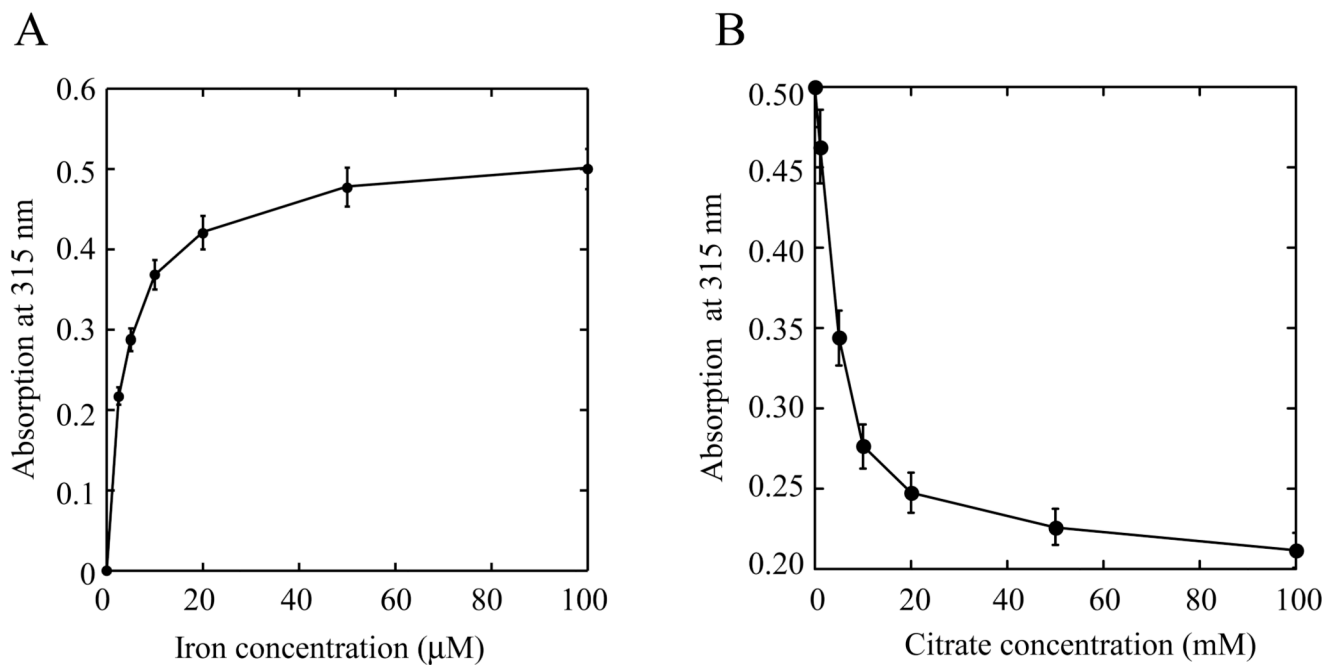 A
B
0.6
0.5
0.4
0.3
0.2
0.1
0
0 20 40 60 80 100
Absorption at 315 nm
Iron concentration (μM)
0.50
0.45
0.40
0.35
0.30
0.25
0.20
0 20 40 60 80 100
Absorption at 315 nm
Citrate concentration (mM)